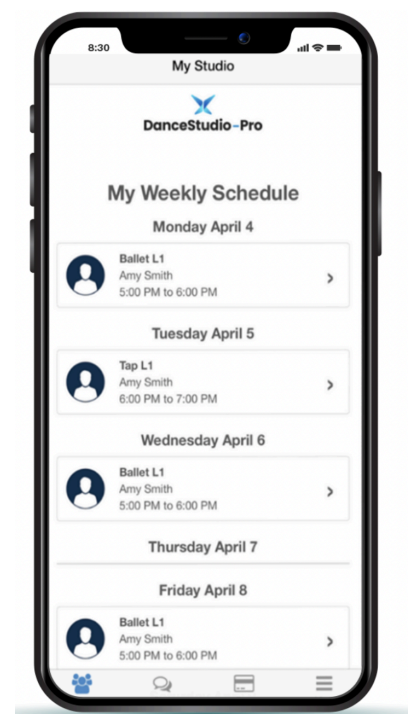 8:30
My Studio
DanceStudio-Pro
My Weekly Schedule
Monday April 4
Ballet L1
Amy Smith
5:00 PM to 6:00 PM
Tuesday April 5
Tap L1
Amy Smith
6:00 PM to 7:00 PM
Wednesday April 6
Ballet L1
Amy Smith
5:00 PM to 6:00 PM
Thursday April 7
Friday April 8
Ballet L1
Amy Smith
5:00 PM to 6:00 PM